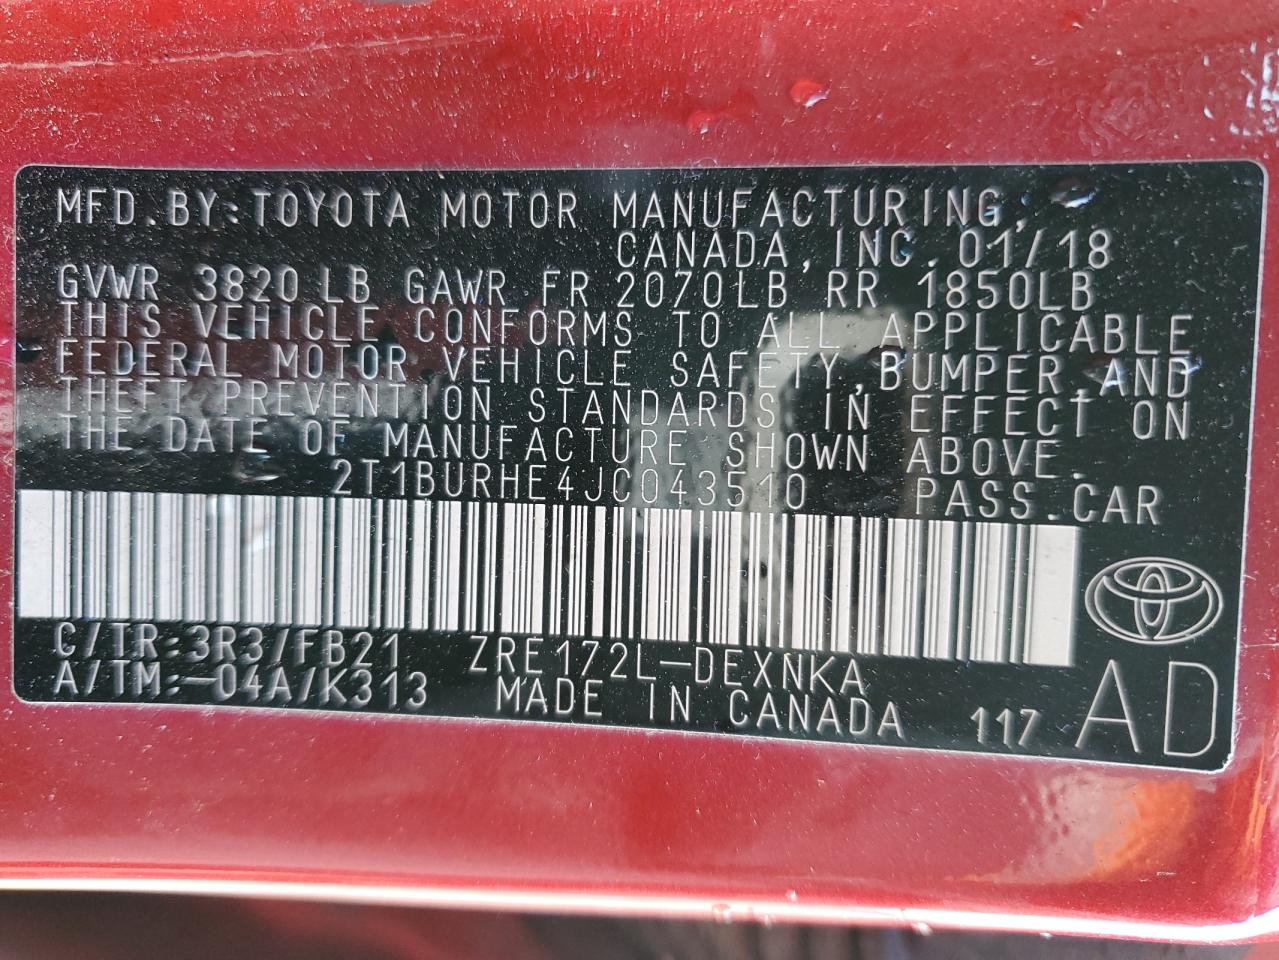 MFD.BY:TOYOTA MOTOR MANUFACTURING,
CANADA,INC. 01/18
GVWR 3820LB GAWR FR 2070LB RR 1850LB
THIS VEHICLE CONFORMS TO ALL APPLICABLE
FEDERAL MOTOR VEHICLE SAFETY,BUMPER,AND
THEFT PREVENTION STANDARDS IN EFFECT ON
THE DATE OF MANUFACTURE SHOWN ABOVE.
2T1BURHE4JC043510 PASS.CAR
C/TR:3R3/FB21 ZRE172L-DEXNKA
A/TM:-04A/K313 MADE IN CANADA 117 AD